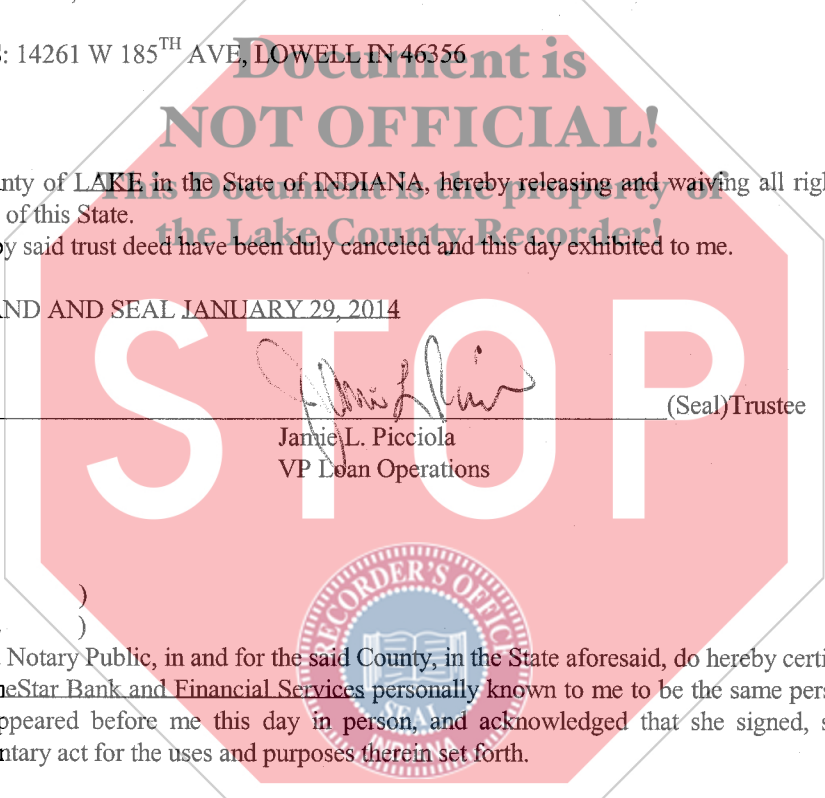 : 14261 W 185TH AVE, LOWELL IN 46356
Document is
NOT OFFICIAL!
nty of LAKE in the State of INDIANA, hereby releasing and waiving all righ
This Document is the property of
of this State.
the Lake County Recorder!
y said trust deed have been duly canceled and this day exhibited to me.
ND AND SEAL JANUARY 29, 2014
STOP
Jamie L. Picciola
(Seal)Trustee
Jamie L. Picciola
VP Loan Operations
)
)
RECORDER'S OFFICE
Notary Public, in and for the said County, in the State aforesaid, do hereby certi
eStar Bank and Financial Services personally known to me to be the same pers
ppeared before me this day in person, and acknowledged that she signed, s
SEAL
ntary act for the uses and purposes therein set forth.
INDIANA